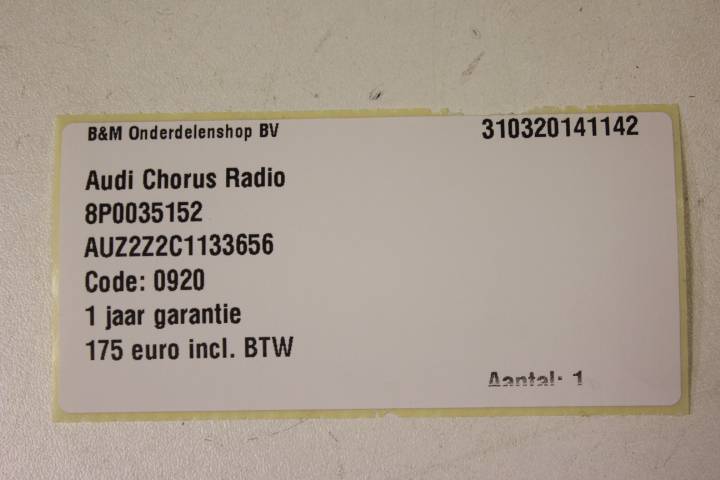 B&M Onderdelenshop BV 310320141142
Audi Chorus Radio
8P0035152
AUZ2Z2C1133656
Code: 0920
1 jaar garantie
175 euro incl. BTW
Aantal: 1